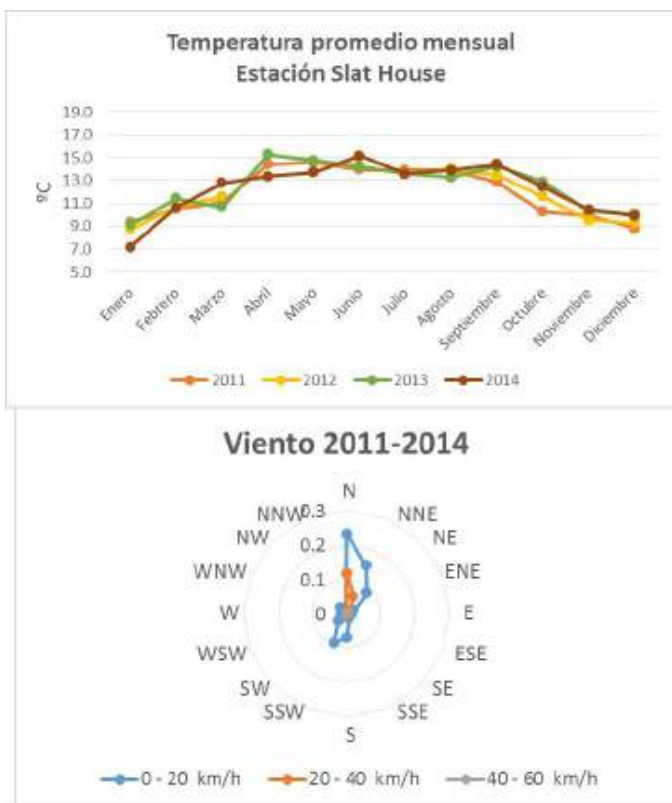 Temperatura promedio mensual
Estación Slat House
19.0
17.0
15.0
13.0
11.0
9.0
7.0
5.0
ºC
Enero
Febrero
Marzo
Abril
Mayo
Junio
Julio
Agosto
Septiembre
Octubre
Noviembre
Diciembre
2011 2012 2013 2014
Viento 2011-2014
N
NNE
NE
ENE
E
ESE
SE
SSE
S
SSW
SW
WSW
W
WNW
NW
NNW
0.3
0.2
0.1
0
0 - 20 km/h 20 - 40 km/h 40 - 60 km/h